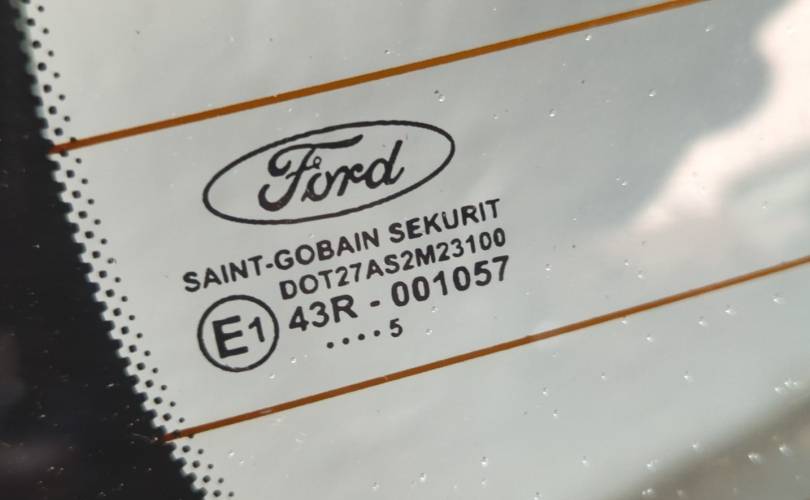 Ford
SAINT-GOBAIN SEKURIT
DOT27AS2M23100
E1 43R - 001057
....5